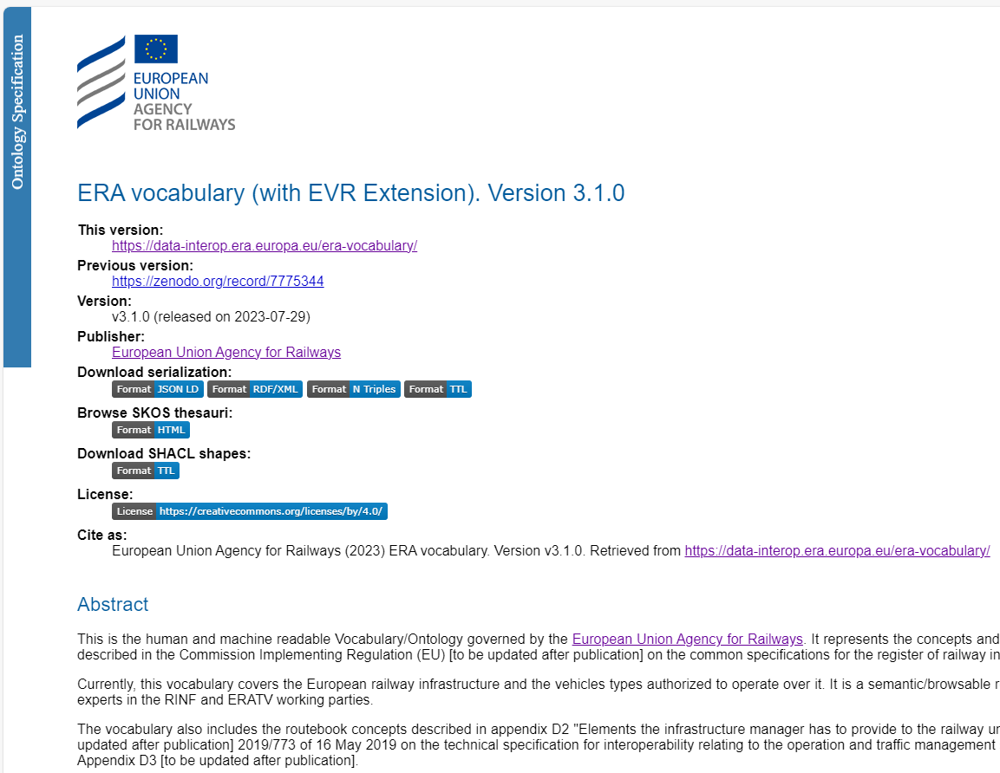 Ontology Specification
EUROPEAN
UNION
AGENCY
FOR RAILWAYS
ERA vocabulary (with EVR Extension). Version 3.1.0
This version:
https://data-interop.era.europa.eu/era-vocabulary/
Previous version:
https://zenodo.org/record/7775344
Version:
v3.1.0 (released on 2023-07-29)
Publisher:
European Union Agency for Railways
Download serialization:
Format JSON LD Format RDF/XML Format N Triples Format TTL
Browse SKOS thesauri:
Format HTML
Download SHACL shapes:
Format TTL
License:
License https://creativecommons.org/licenses/by/4.0/
Cite as:
European Union Agency for Railways (2023) ERA vocabulary. Version v3.1.0. Retrieved from https://data-interop.era.europa.eu/era-vocabulary/
Abstract
This is the human and machine readable Vocabulary/Ontology governed by the European Union Agency for Railways. It represents the concepts and
described in the Commission Implementing Regulation (EU) [to be updated after publication] on the common specifications for the register of railway in
Currently, this vocabulary covers the European railway infrastructure and the vehicles types authorized to operate over it. It is a semantic/browsable r
experts in the RINF and ERATV working parties.
The vocabulary also includes the routebook concepts described in appendix D2 "Elements the infrastructure manager has to provide to the railway un
updated after publication] 2019/773 of 16 May 2019 on the technical specification for interoperability relating to the operation and traffic management
Appendix D3 [to be updated after publication].